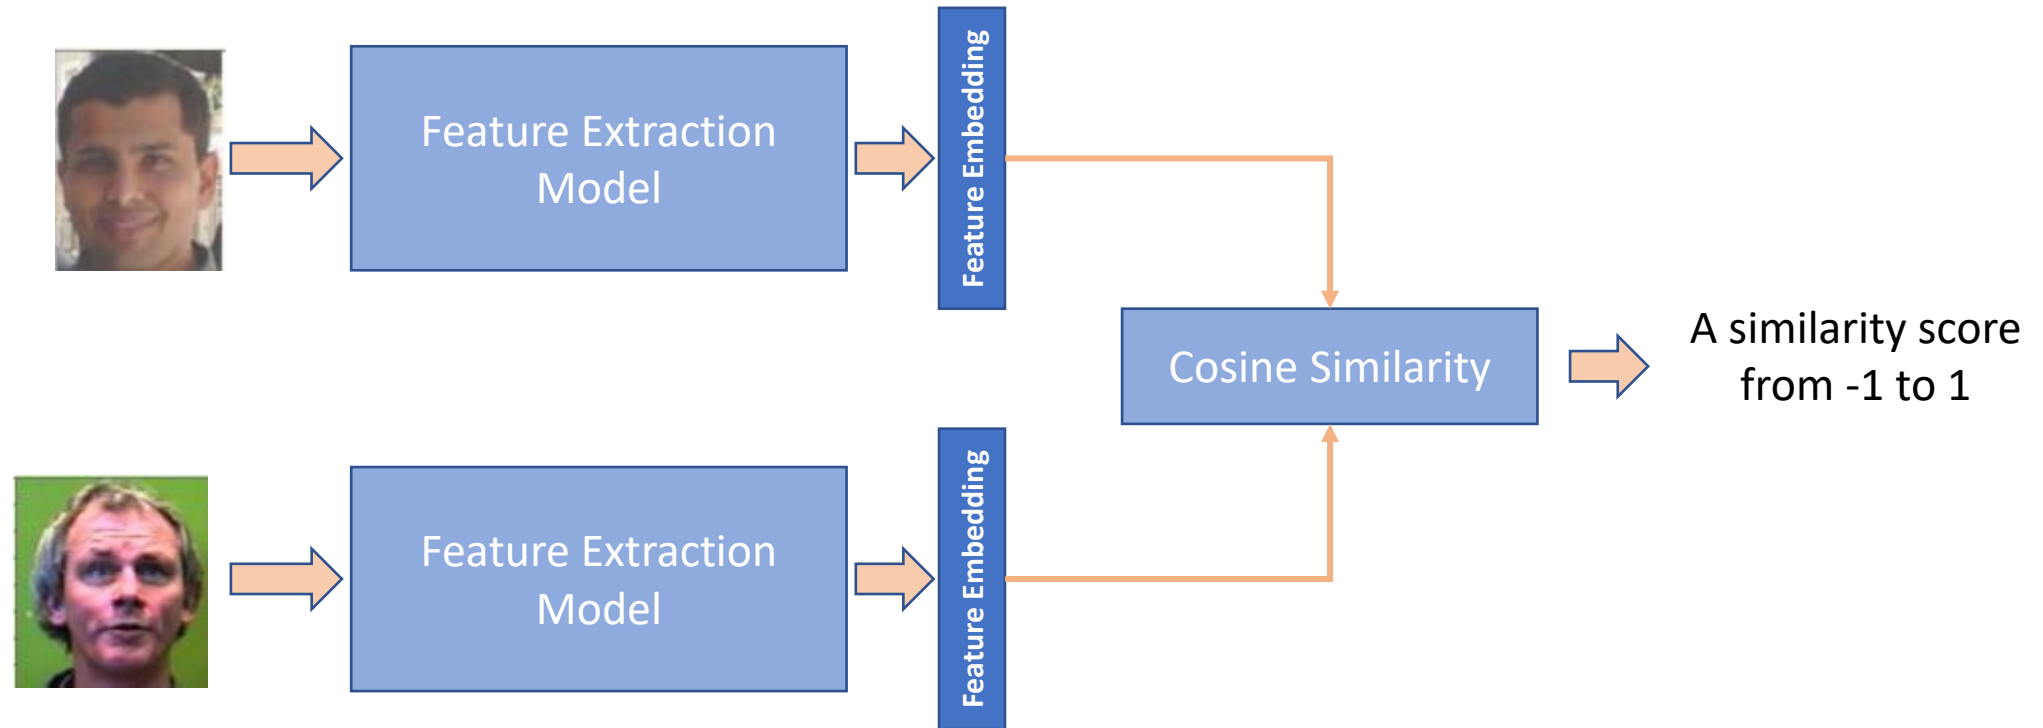 Feature Extraction
Model
Feature Embedding
Cosine Similarity
A similarity score
from -1 to 1
Feature Extraction
Model
Feature Embedding